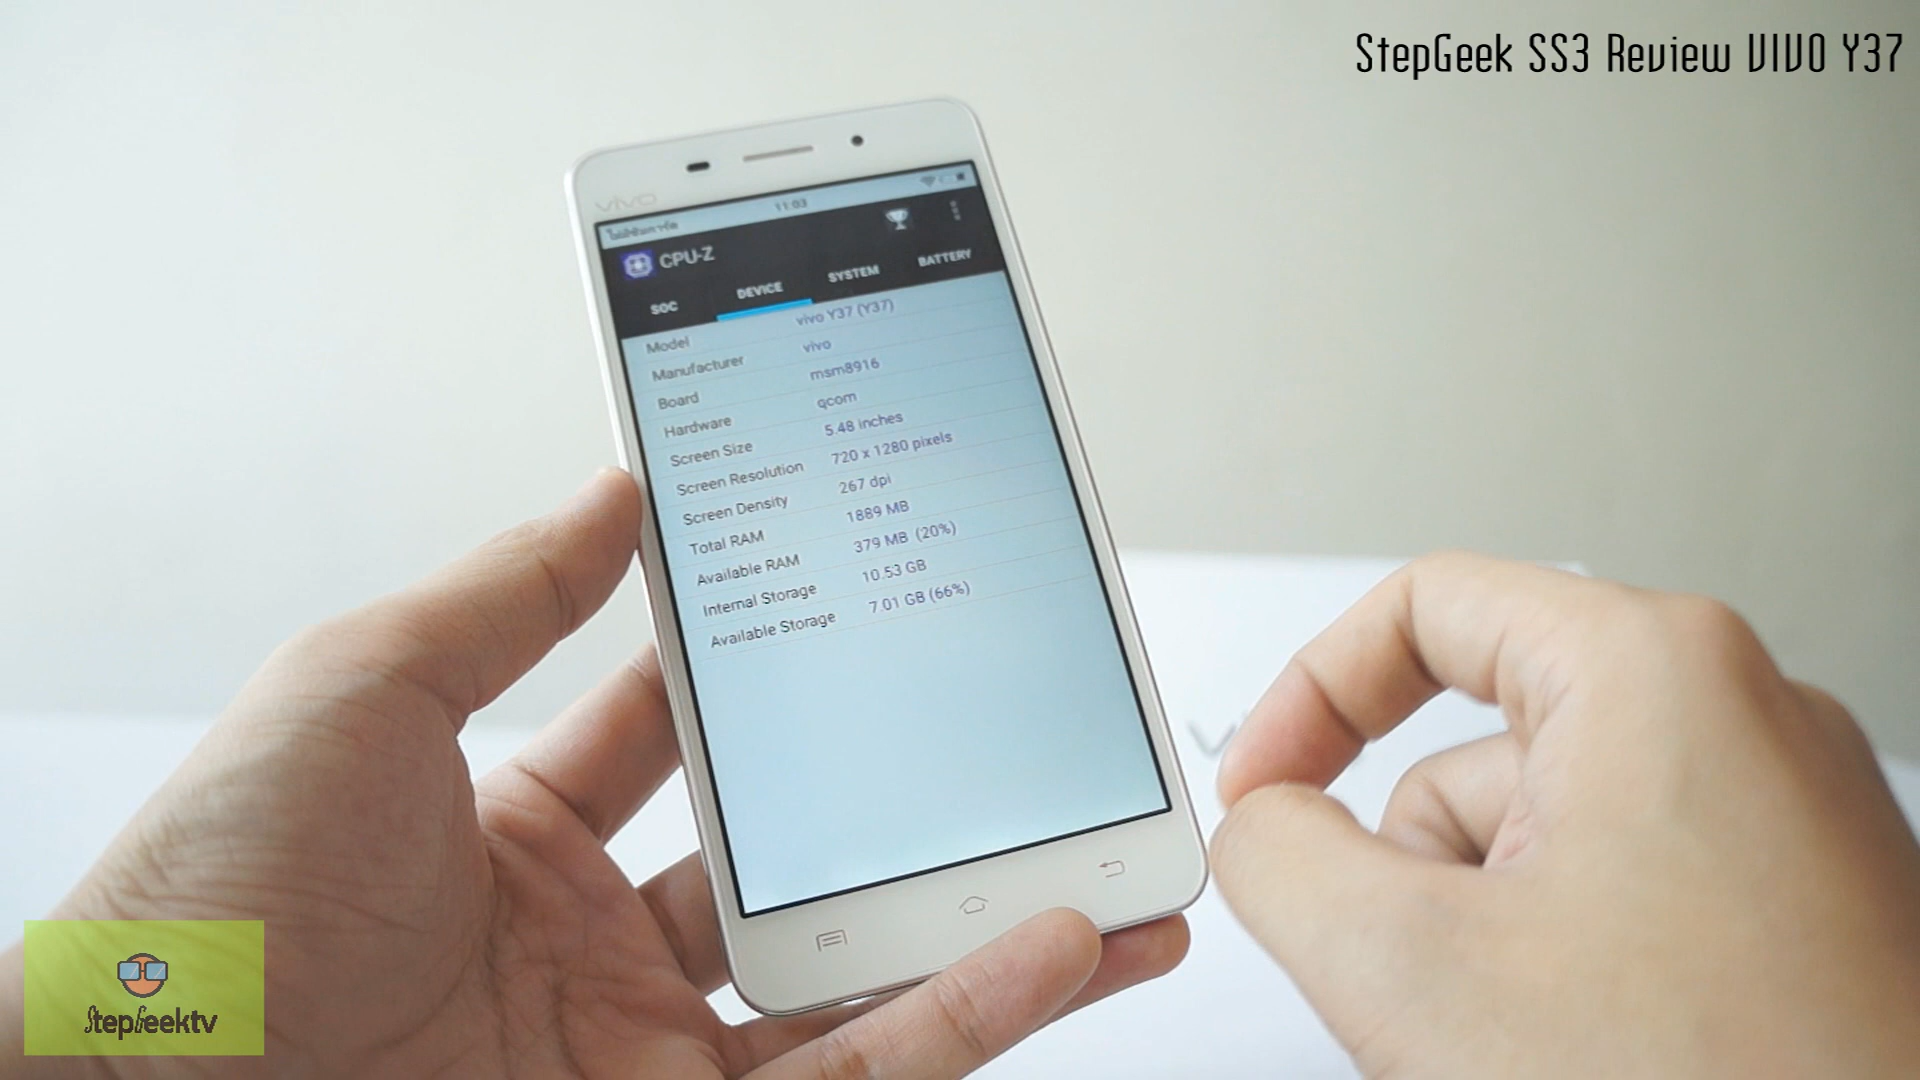 StepGeek SS3 Review VIVO Y37
vivo
11:03
CPU-Z
SOC DEVICE SYSTEM BATTERY
Model vivo Y37 (Y37)
Manufacturer vivo
Board msm8916
Hardware qcom
Screen Size 5.48 inches
Screen Resolution 720 x 1280 pixels
Screen Density 267 dpi
Total RAM 1889 MB
Available RAM 379 MB (20%)
Internal Storage 10.53 GB
Available Storage 7.01 GB (66%)
StepGeektv